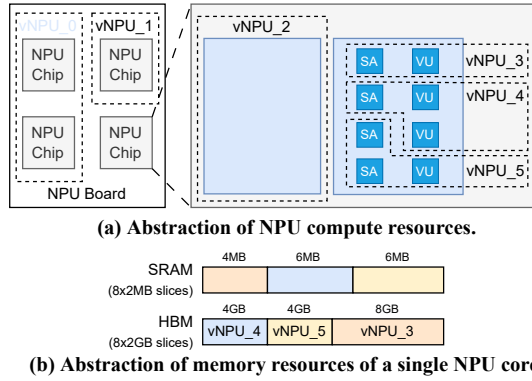 vNPU_0
vNPU_1
NPU Chip
NPU Chip
NPU Chip
NPU Chip
NPU Board
vNPU_2
SA VU vNPU_3
SA VU vNPU_4
SA VU
SA VU vNPU_5
(a) Abstraction of NPU compute resources.
4MB 6MB 6MB
SRAM
(8x2MB slices)
4GB 4GB 8GB
HBM vNPU_4 vNPU_5 vNPU_3
(8x2GB slices)
(b) Abstraction of memory resources of a single NPU core